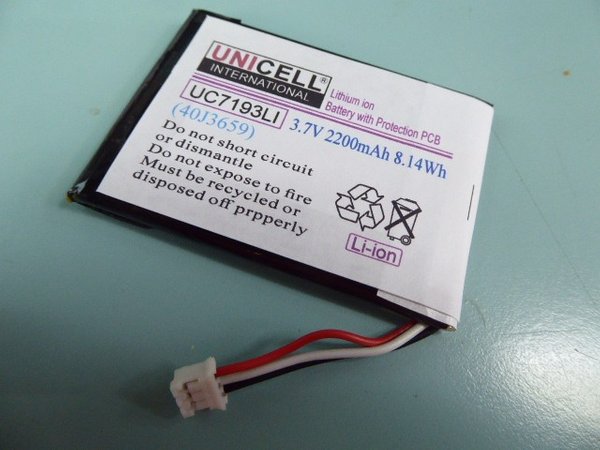 UNICELL®
INTERNATIONAL
Lithium ion
Battery with Protection PCB
UC7193LI
(40J3659)
3.7V 2200mAh 8.14Wh
Do not short circuit
or dismantle
Do not expose to fire
Must be recycled or
disposed off prpperly
Li-ion